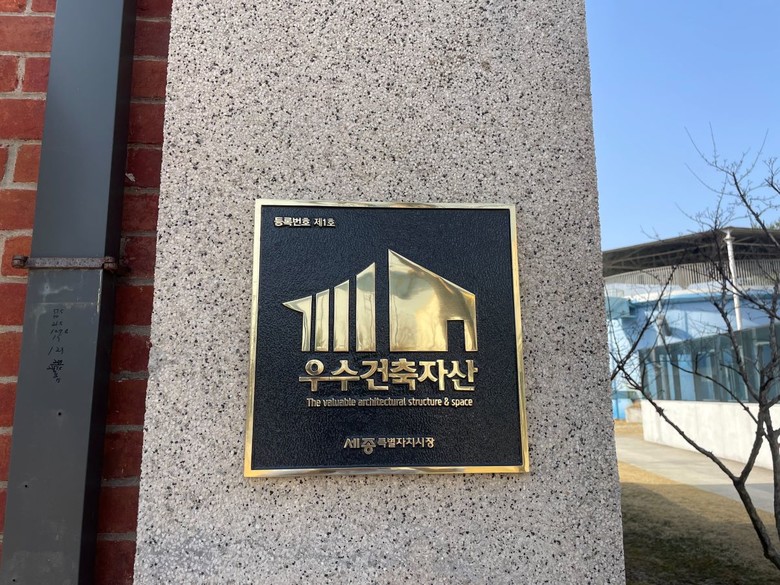 등록번호 제1호
우수건축자산
The valuable architectural structure & space
세종특별자치시장